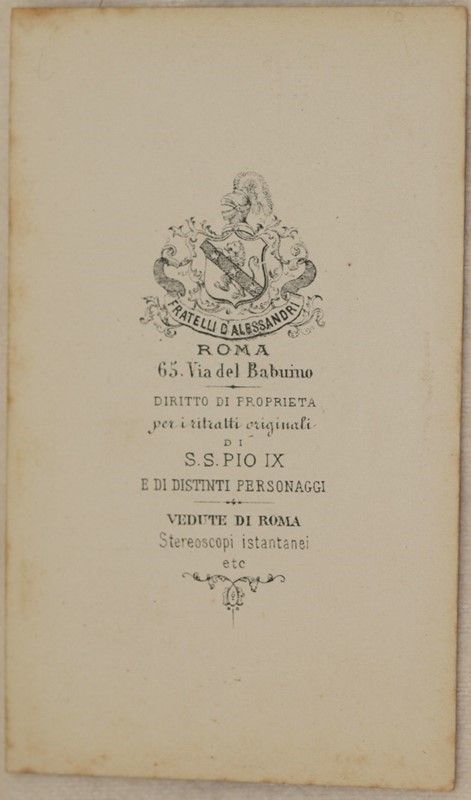 FRATELLI D'ALESSANDRI
ROMA
65. Via del Babuino
DIRITTO DI PROPRIETA
per i ritratti originali
DI
S.S. PIO IX
E DI DISTINTI PERSONAGGI
VEDUTE DI ROMA
Stereoscopi istantanei
etc